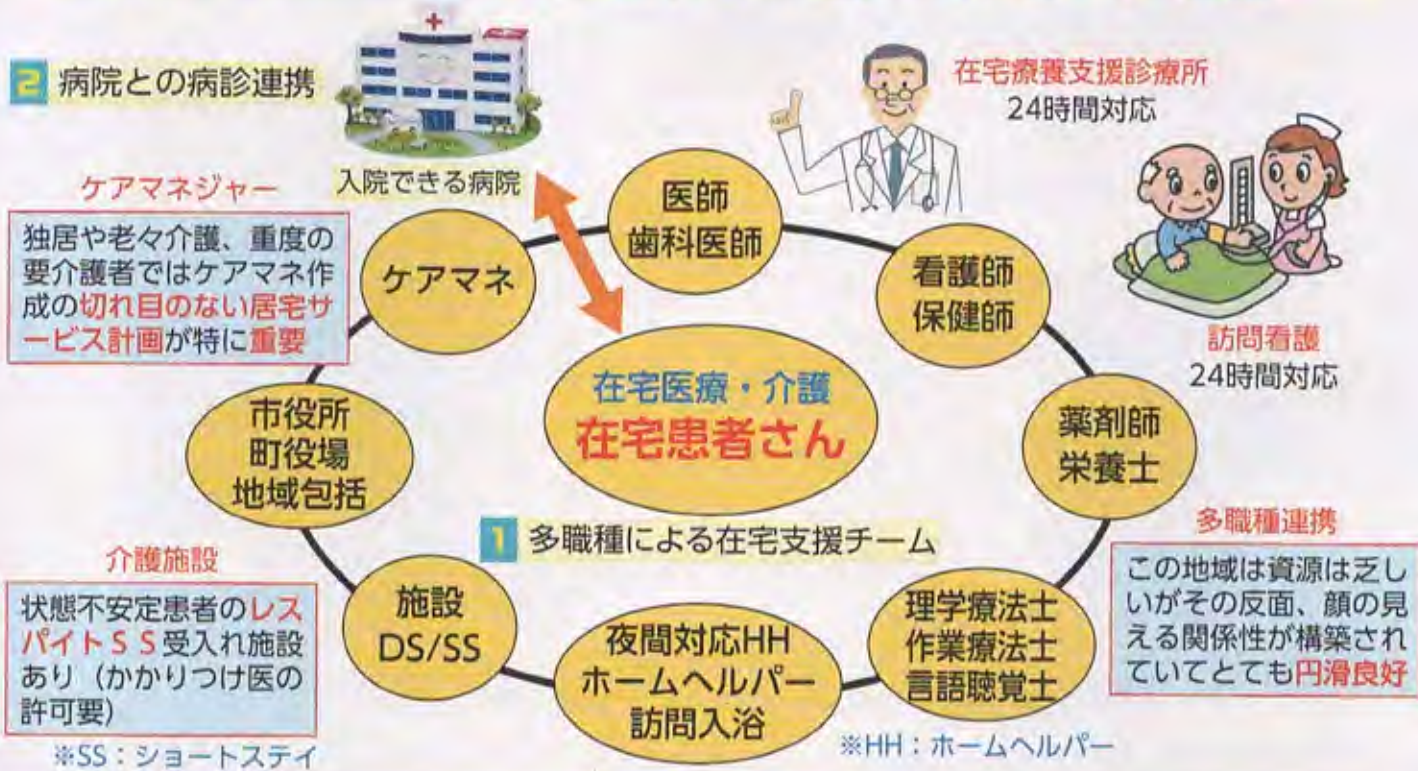 2 病院との病診連携
入院できる病院
在宅療養支援診療所
24時間対応
ケアマネジャー
独居や老々介護、重度の
要介護者ではケアマネ作
成の切れ目のない居宅サ
ービス計画が特に重要
ケアマネ
医師
歯科医師
看護師
保健師
訪問看護
24時間対応
在宅医療・介護
在宅患者さん
市役所
町役場
地域包括
薬剤師
栄養士
1 多職種による在宅支援チーム
介護施設
状態不安定患者のレス
パイトSS受入れ施設
あり（かかりつけ医の
許可要）
※SS：ショートステイ
施設
DS/SS
夜間対応HH
ホームヘルパー
訪問入浴
理学療法士
作業療法士
言語聴覚士
※HH：ホームヘルパー
多職種連携
この地域は資源は乏し
いがその反面、顔の見
える関係性が構築され
ていてとても円滑良好